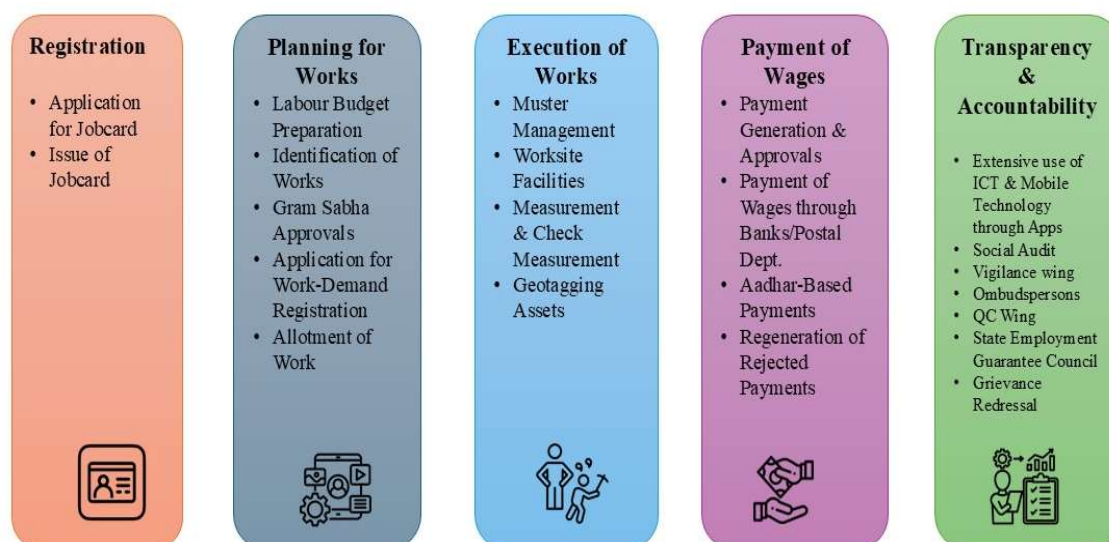 Registration
• Application
for Jobcard
• Issue of
Jobcard
Planning for
Works
• Labour Budget
Preparation
• Identification of
Works
• Gram Sabha
Approvals
• Application for
Work-Demand
Registration
• Allotment of
Work
Execution of
Works
• Muster
Management
• Worksite
Facilities
• Measurement
& Check
Measurement
• Geotagging
Assets
Payment of
Wages
• Payment
Generation &
Approvals
• Payment of
Wages through
Banks/Postal
Dept.
• Aadhar-Based
Payments
• Regeneration of
Rejected
Payments
Transparency
&
Accountability
• Extensive use of
ICT & Mobile
Technology
through Apps
• Social Audit
• Vigilance wing
• Ombudspersons
• QC Wing
• State Employment
Guarantee Council
• Grievance
Redressal